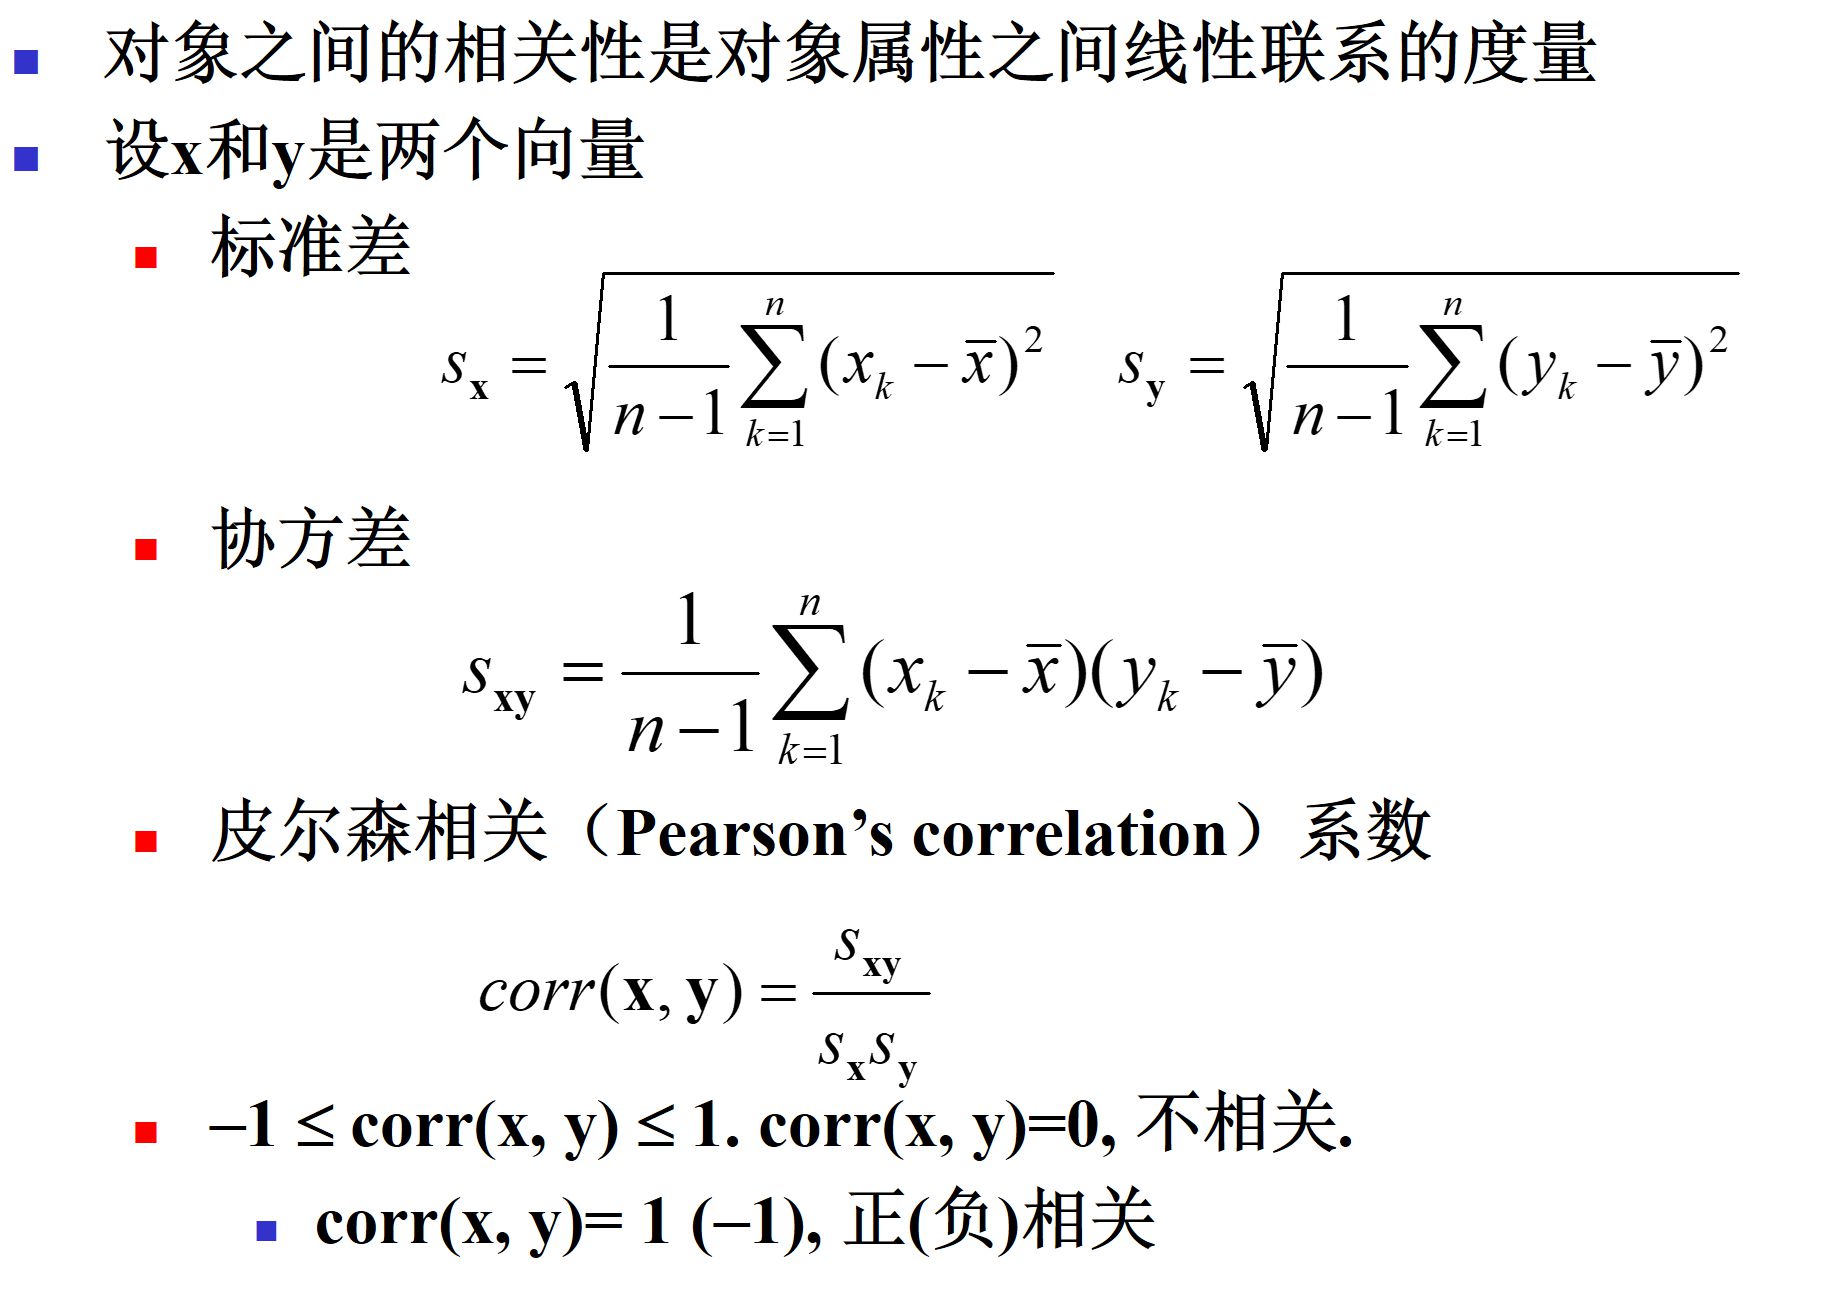 对象之间的相关性是对象属性之间线性联系的度量
设x和y是两个向量
标准差
$s_{\mathbf{x}} = \sqrt{\frac{1}{n-1}\sum_{k=1}^{n}(x_k - \overline{x})^2}$ $s_{\mathbf{y}} = \sqrt{\frac{1}{n-1}\sum_{k=1}^{n}(y_k - \overline{y})^2}$
协方差
$s_{\mathbf{xy}} = \frac{1}{n-1}\sum_{k=1}^{n}(x_k - \overline{x})(y_k - \overline{y})$
皮尔森相关（Pearson’s correlation）系数
$corr(\mathbf{x}, \mathbf{y}) = \frac{s_{\mathbf{xy}}}{s_{\mathbf{x}} s_{\mathbf{y}}}$
–1 ≤ corr(x, y) ≤ 1. corr(x, y)=0, 不相关.
corr(x, y)= 1 (–1), 正(负)相关